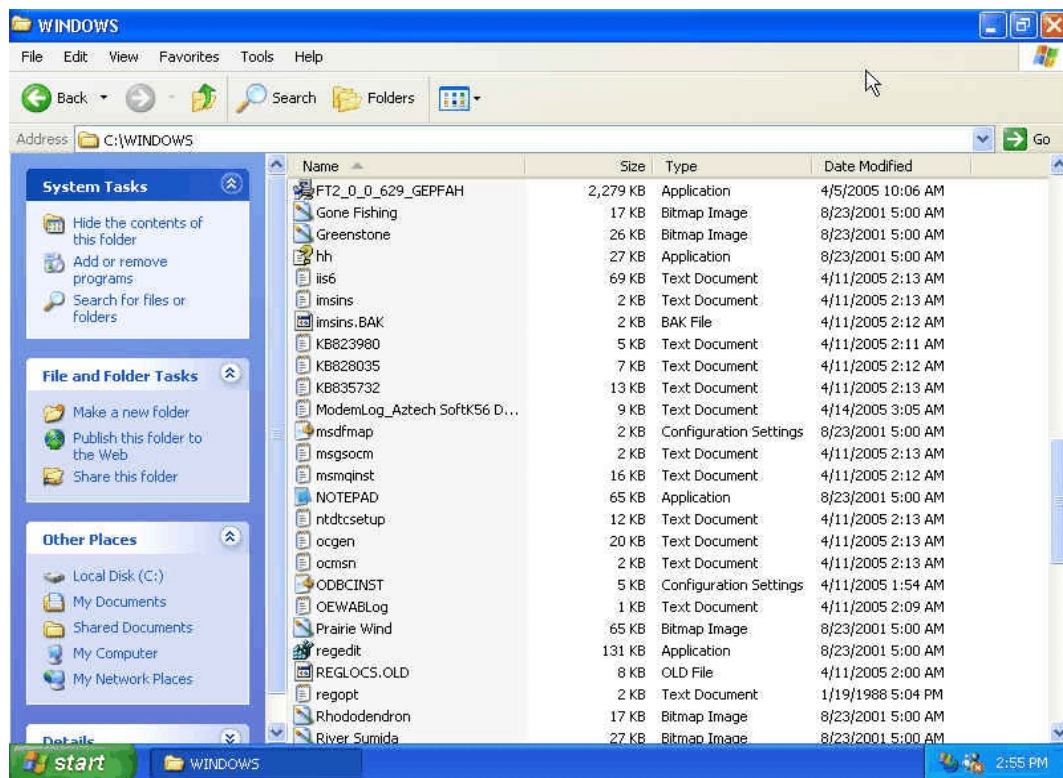 WINDOWS
File Edit View Favorites Tools Help
Back Search Folders
Address C:\WINDOWS Go
System Tasks
Hide the contents of
this folder
Add or remove
programs
Search for files or
folders
File and Folder Tasks
Make a new folder
Publish this folder to
the Web
Share this folder
Other Places
Local Disk (C:)
My Documents
Shared Documents
My Computer
My Network Places
Details
Name Size Type Date Modified
FT2_0_0_629_GEPFAH 2,279 KB Application 4/5/2005 10:06 AM
Gone Fishing 17 KB Bitmap Image 8/23/2001 5:00 AM
Greenstone 26 KB Bitmap Image 8/23/2001 5:00 AM
hh 27 KB Application 8/23/2001 5:00 AM
iis6 69 KB Text Document 4/11/2005 2:13 AM
imsins 2 KB Text Document 4/11/2005 2:13 AM
imsins.BAK 2 KB BAK File 4/11/2005 2:12 AM
KB823980 5 KB Text Document 4/11/2005 2:11 AM
KB828035 7 KB Text Document 4/11/2005 2:12 AM
KB835732 13 KB Text Document 4/11/2005 2:13 AM
ModemLog_Aztech SoftK56 D... 9 KB Text Document 4/14/2005 3:05 AM
msdfmap 2 KB Configuration Settings 8/23/2001 5:00 AM
msgsocm 2 KB Text Document 4/11/2005 2:13 AM
msmqinst 16 KB Text Document 4/11/2005 2:12 AM
NOTEPAD 65 KB Application 8/23/2001 5:00 AM
ntdtcsetup 12 KB Text Document 4/11/2005 2:13 AM
ocgen 20 KB Text Document 4/11/2005 2:13 AM
ocmsn 2 KB Text Document 4/11/2005 2:13 AM
ODBCINST 5 KB Configuration Settings 4/11/2005 1:54 AM
OEWABLog 1 KB Text Document 4/11/2005 2:09 AM
Prairie Wind 65 KB Bitmap Image 8/23/2001 5:00 AM
regedit 131 KB Application 8/23/2001 5:00 AM
REGLOCS.OLD 8 KB OLD File 4/11/2005 2:00 AM
regopt 2 KB Text Document 1/19/1988 5:04 PM
Rhododendron 17 KB Bitmap Image 8/23/2001 5:00 AM
River Sumida 27 KB Bitmap Image 8/23/2001 5:00 AM
start WINDOWS 2:55 PM